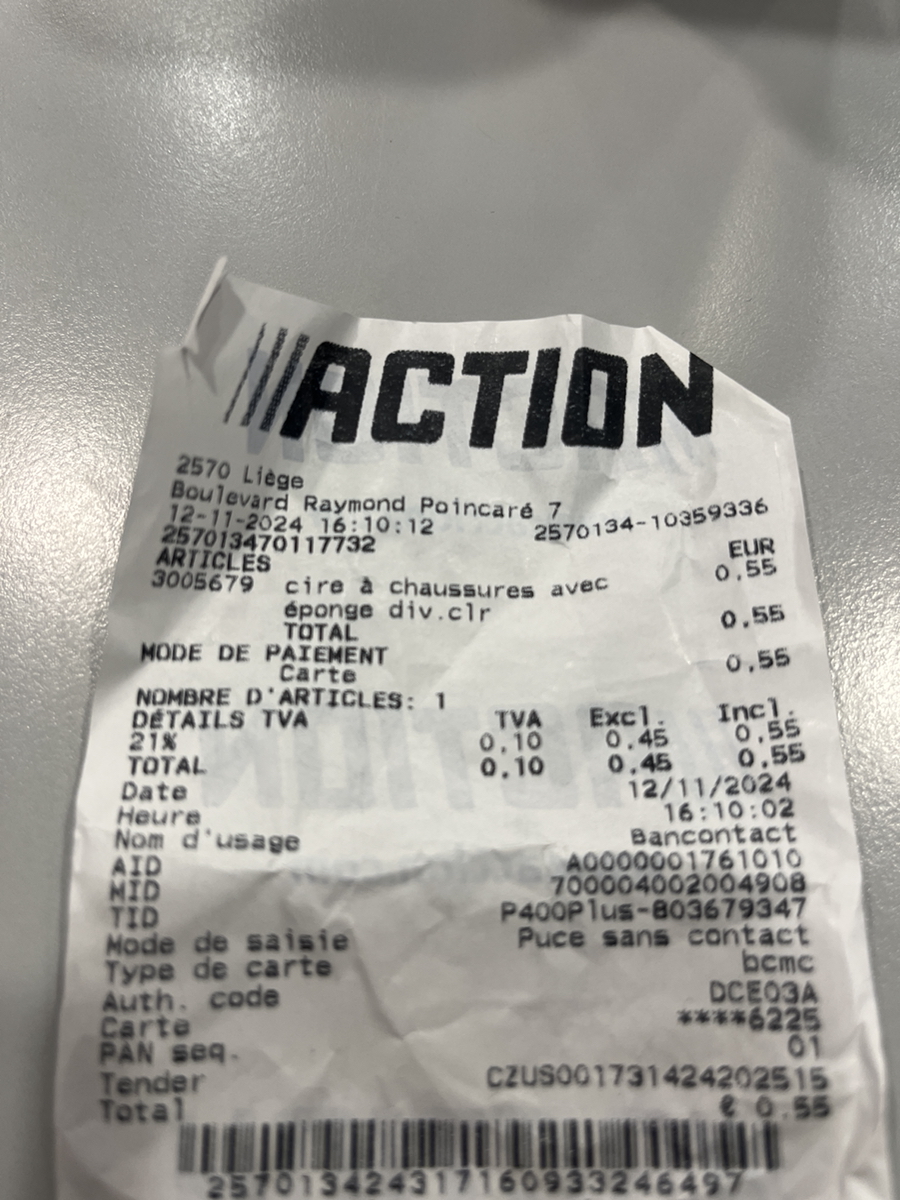 ACTION
2570 Liège
Boulevard Raymond Poincaré 7
12-11-2024 16:10:12 2570134-10359336
257013470117732
EUR
ARTICLES
3005679 cire à chaussures avec 0,55
éponge div.clr
TOTAL 0,55
MODE DE PAIEMENT
Carte 0,55
NOMBRE D'ARTICLES: 1
DÉTAILS TVA TVA Excl. Incl.
21% 0,10 0,45 0,55
TOTAL 0,10 0,45 0,55
Date 12/11/2024
Heure 16:10:02
Nom d'usage Bancontact
AID A0000001761010
MID 700004002004908
TID P400Plus-803679347
Mode de saisie Puce sans contact
Type de carte bcmc
Auth. code DCE03A
Carte ****6225
PAN seq. 01
Tender CZUS001731424202515
Total € 0.55
257013424317160933246497